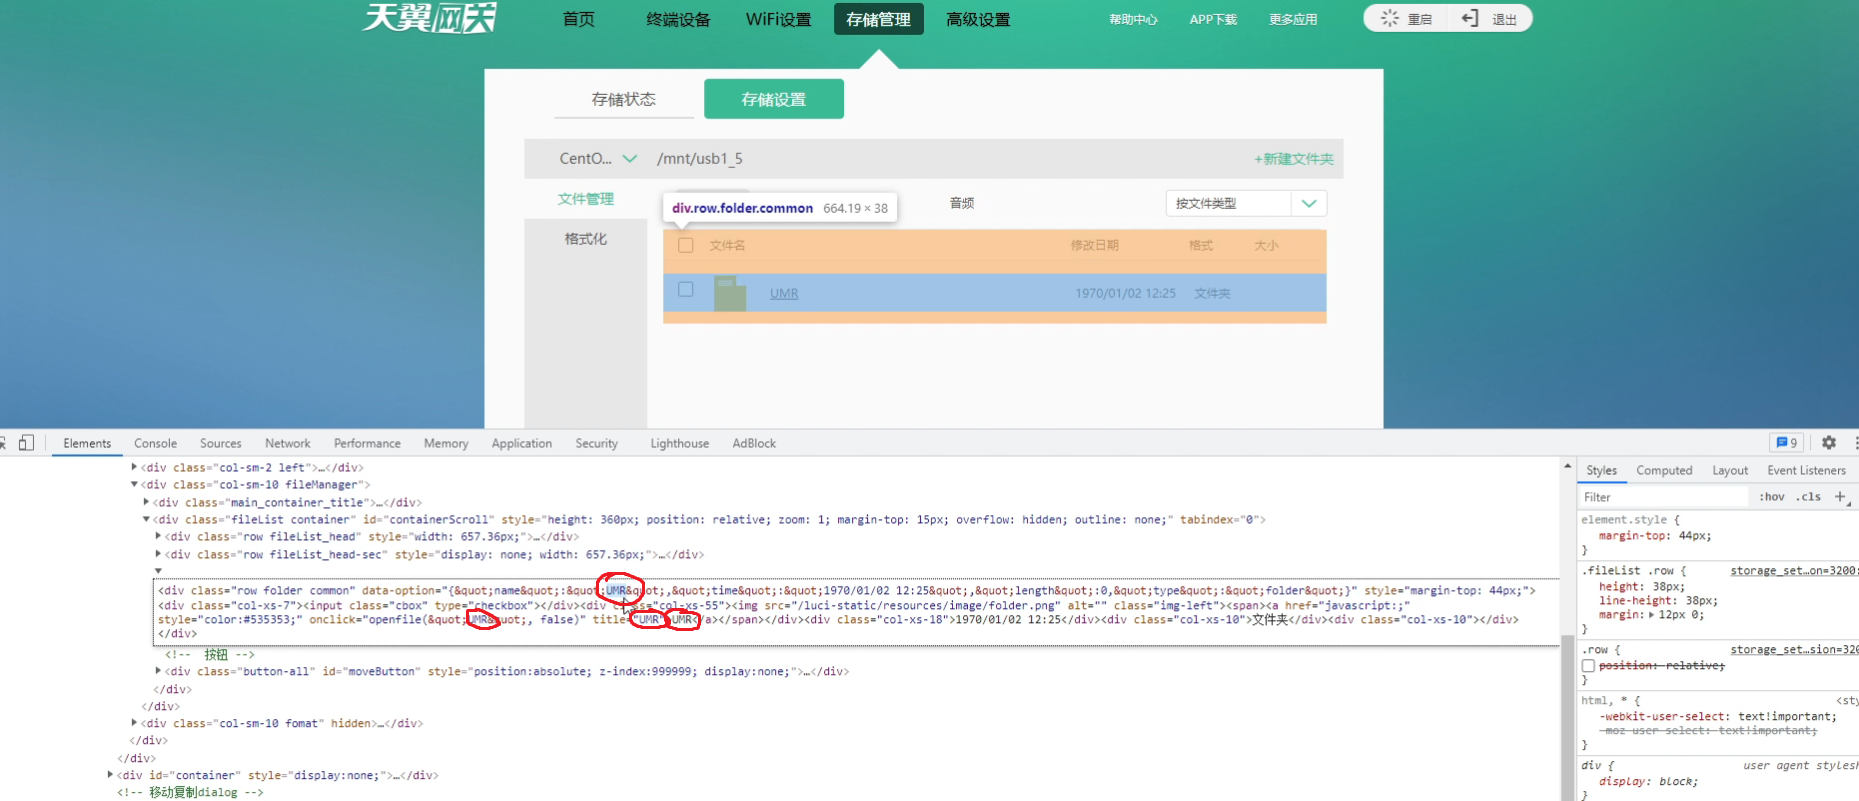 天翼网关 首页 终端设备 WiFi设置 存储管理 高级设置 帮助中心 APP下载 更多应用 重启 退出
存储状态 存储设置
CentO... /mnt/usb1_5 +新建文件夹
文件管理 div.row.folder.common 664.19 × 38 音频 按文件类型
格式化 文件名 修改日期 格式 大小
UMR 1970/01/02 12:25 文件夹
Elements Console Sources Network Performance Memory Application Security Lighthouse AdBlock 9
<div class="col-sm-2 left">…</div>
<div class="col-sm-10 fileManager">
<div class="main_container_title">…</div>
<div class="fileList container" id="containerScroll" style="height: 360px; position: relative; zoom: 1; margin-top: 15px; overflow: hidden; outline: none;" tabindex="0">
<div class="row fileList_head" style="width: 657.36px;">…</div>
<div class="row fileList_head-sec" style="display: none; width: 657.36px;">…</div>
<div class="row folder common" data-option="{&quot;name&quot;:&quot;UMR&quot;,&quot;time&quot;:&quot;1970/01/02 12:25&quot;,&quot;length&quot;:0,&quot;type&quot;:&quot;folder&quot;}" style="margin-top: 44px;">
<div class="col-xs-7"><input class="cbox" type="checkbox"></div><div class="col-xs-55"><img src="/luci-static/resources/image/folder.png" alt="" class="img-left"><span><a href="javascript:;"
style="color:#535353;" onclick="openfile(&quot;UMR&quot;, false)" title="UMR">UMR</a></span></div><div class="col-xs-18">1970/01/02 12:25</div><div class="col-xs-10">文件夹</div><div class="col-xs-10"></div>
</div>
<!-- 按钮 -->
<div class="button-all" id="moveButton" style="position:absolute; z-index:999999; display:none;">…</div>
</div>
</div>
<div class="col-sm-10 fomat" hidden>…</div>
</div>
</div>
<div id="container" style="display:none;">…</div>
<!-- 移动复制dialog -->
Styles Computed Layout Event Listeners
Filter :hov .cls +
element.style {
margin-top: 44px;
}
.fileList .row { storage_set…on=3200:
height: 38px;
line-height: 38px;
margin: 12px 0;
}
.row { storage_set…sion=320
position: relative;
}
html, * { <sty
-webkit-user-select: text!important;
-moz-user-select: text!important;
}
div { user agent stylesh
display: block;
}